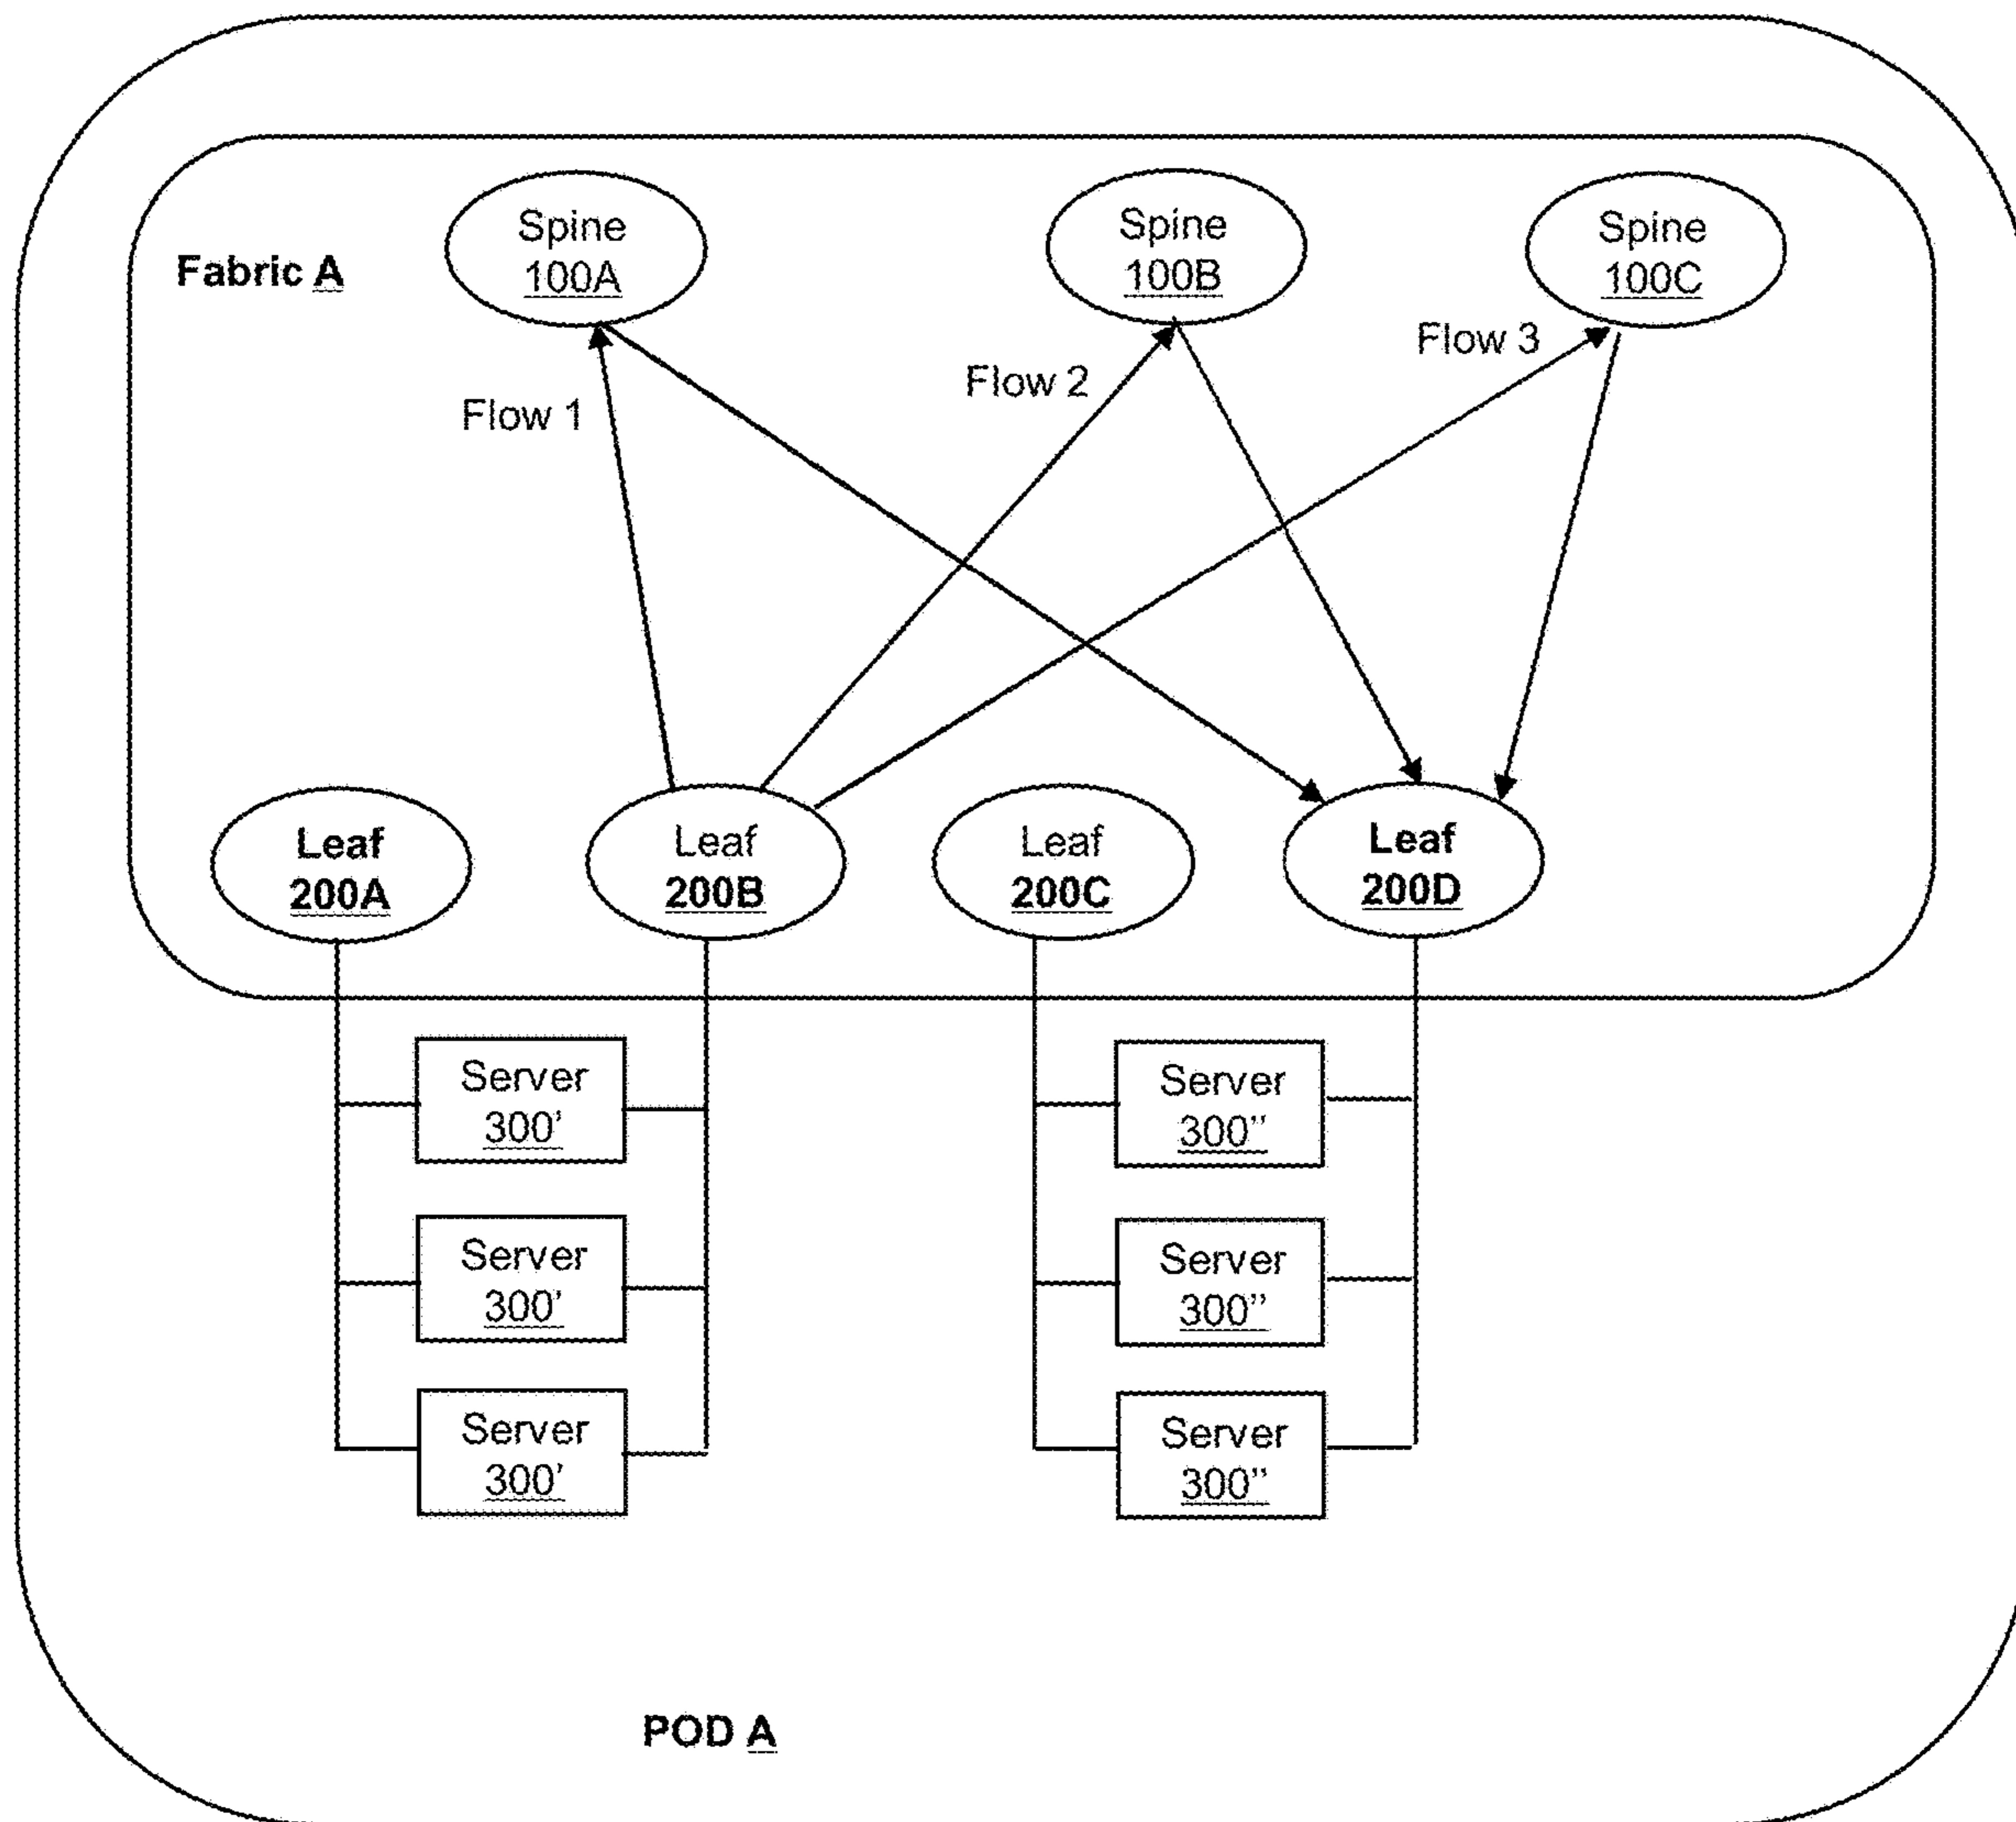 Spine
100A
Spine
100B
Spine
100C
Fabric A
Flow 1
Flow 2
Flow 3
Leaf
200A
Leaf
200B
Leaf
200C
Leaf
200D
Server
300'
Server
300"
Server
300'
Server
300"
Server
300'
Server
300"
POD A